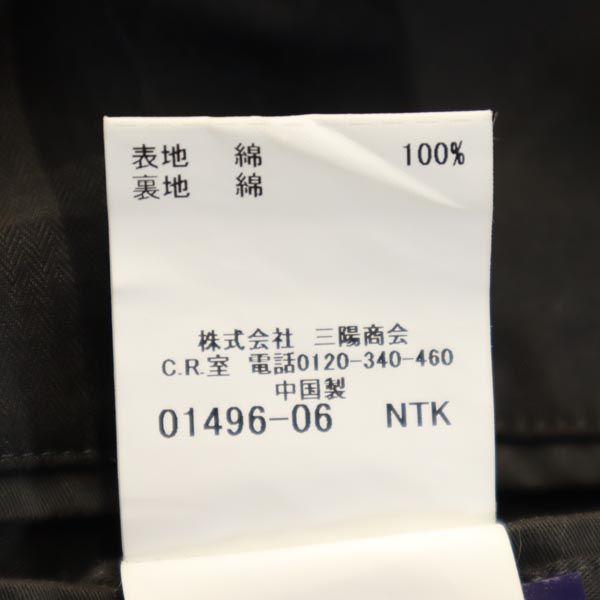 表地 綿 100%
裏地 綿
株式会社 三陽商会
C.R.室 電話0120-340-460
中国製
01496-06 NTK